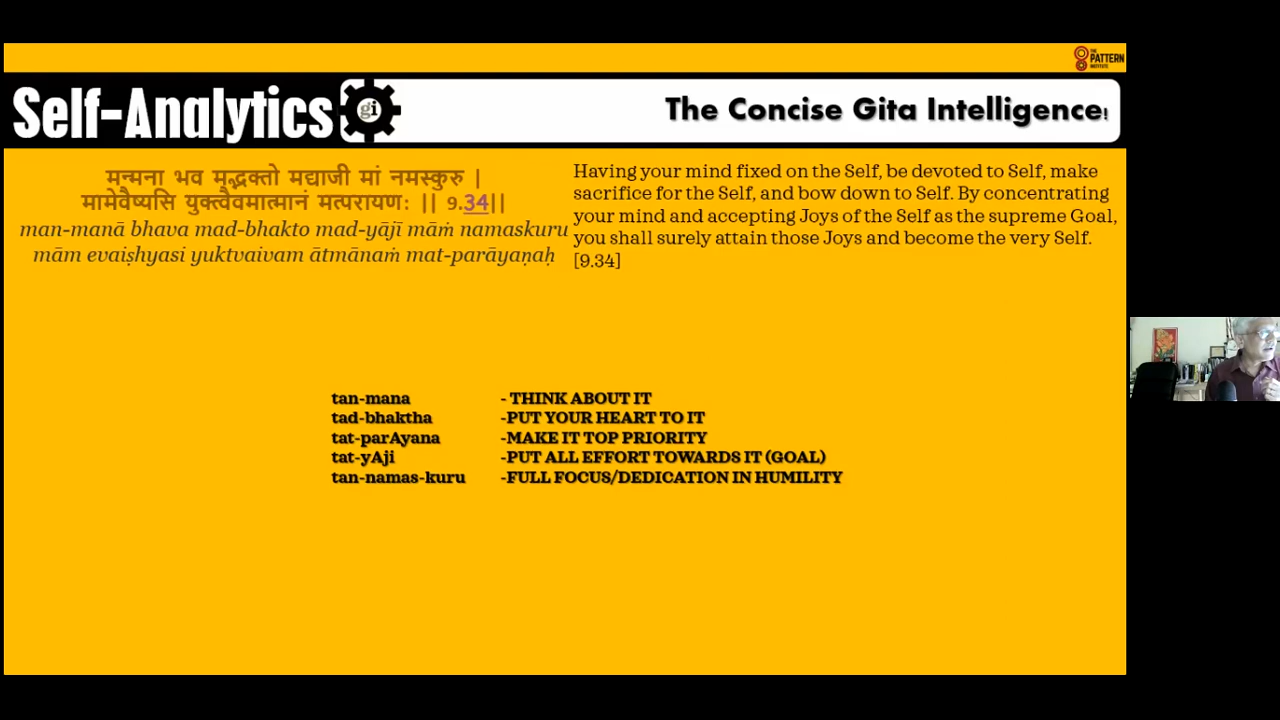 THE
PATTERN
INSTITUTE
Self-Analytics gi
The Concise Gita Intelligence!
मन्मना भव मद्भक्तो मद्याजी मां नमस्कुरु |
मामेवैष्यसि युक्त्वैवमात्मानं मत्परायण: || 9.34||
man-manā bhava mad-bhakto mad-yājī māṁ namaskuru
mām evaiṣhyasi yuktvaivam ātmānaṁ mat-parāyaṇaḥ
Having your mind fixed on the Self, be devoted to Self, make
sacrifice for the Self, and bow down to Self. By concentrating
your mind and accepting Joys of the Self as the supreme Goal,
you shall surely attain those Joys and become the very Self.
[9.34]
tan-mana - THINK ABOUT IT
tad-bhaktha -PUT YOUR HEART TO IT
tat-parAyana -MAKE IT TOP PRIORITY
tat-yAji -PUT ALL EFFORT TOWARDS IT (GOAL)
tan-namas-kuru -FULL FOCUS/DEDICATION IN HUMILITY